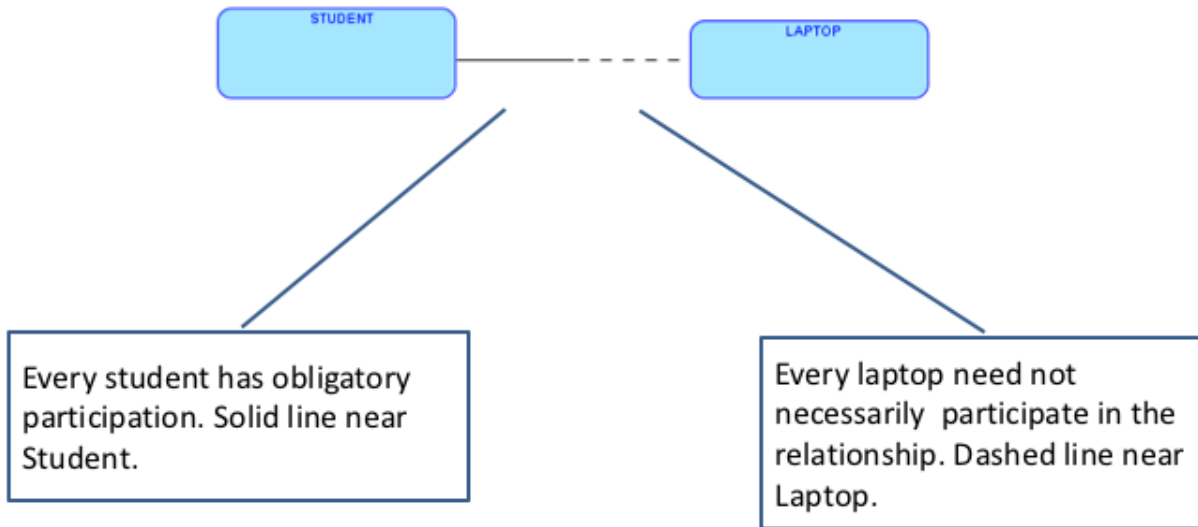 STUDENT
LAPTOP
Every student has obligatory
participation. Solid line near
Student.
Every laptop need not
necessarily participate in the
relationship. Dashed line near
Laptop.